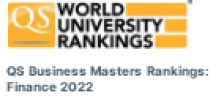 QS WORLD
UNIVERSITY
RANKINGS
QS Business Masters Rankings:
Finance 2022